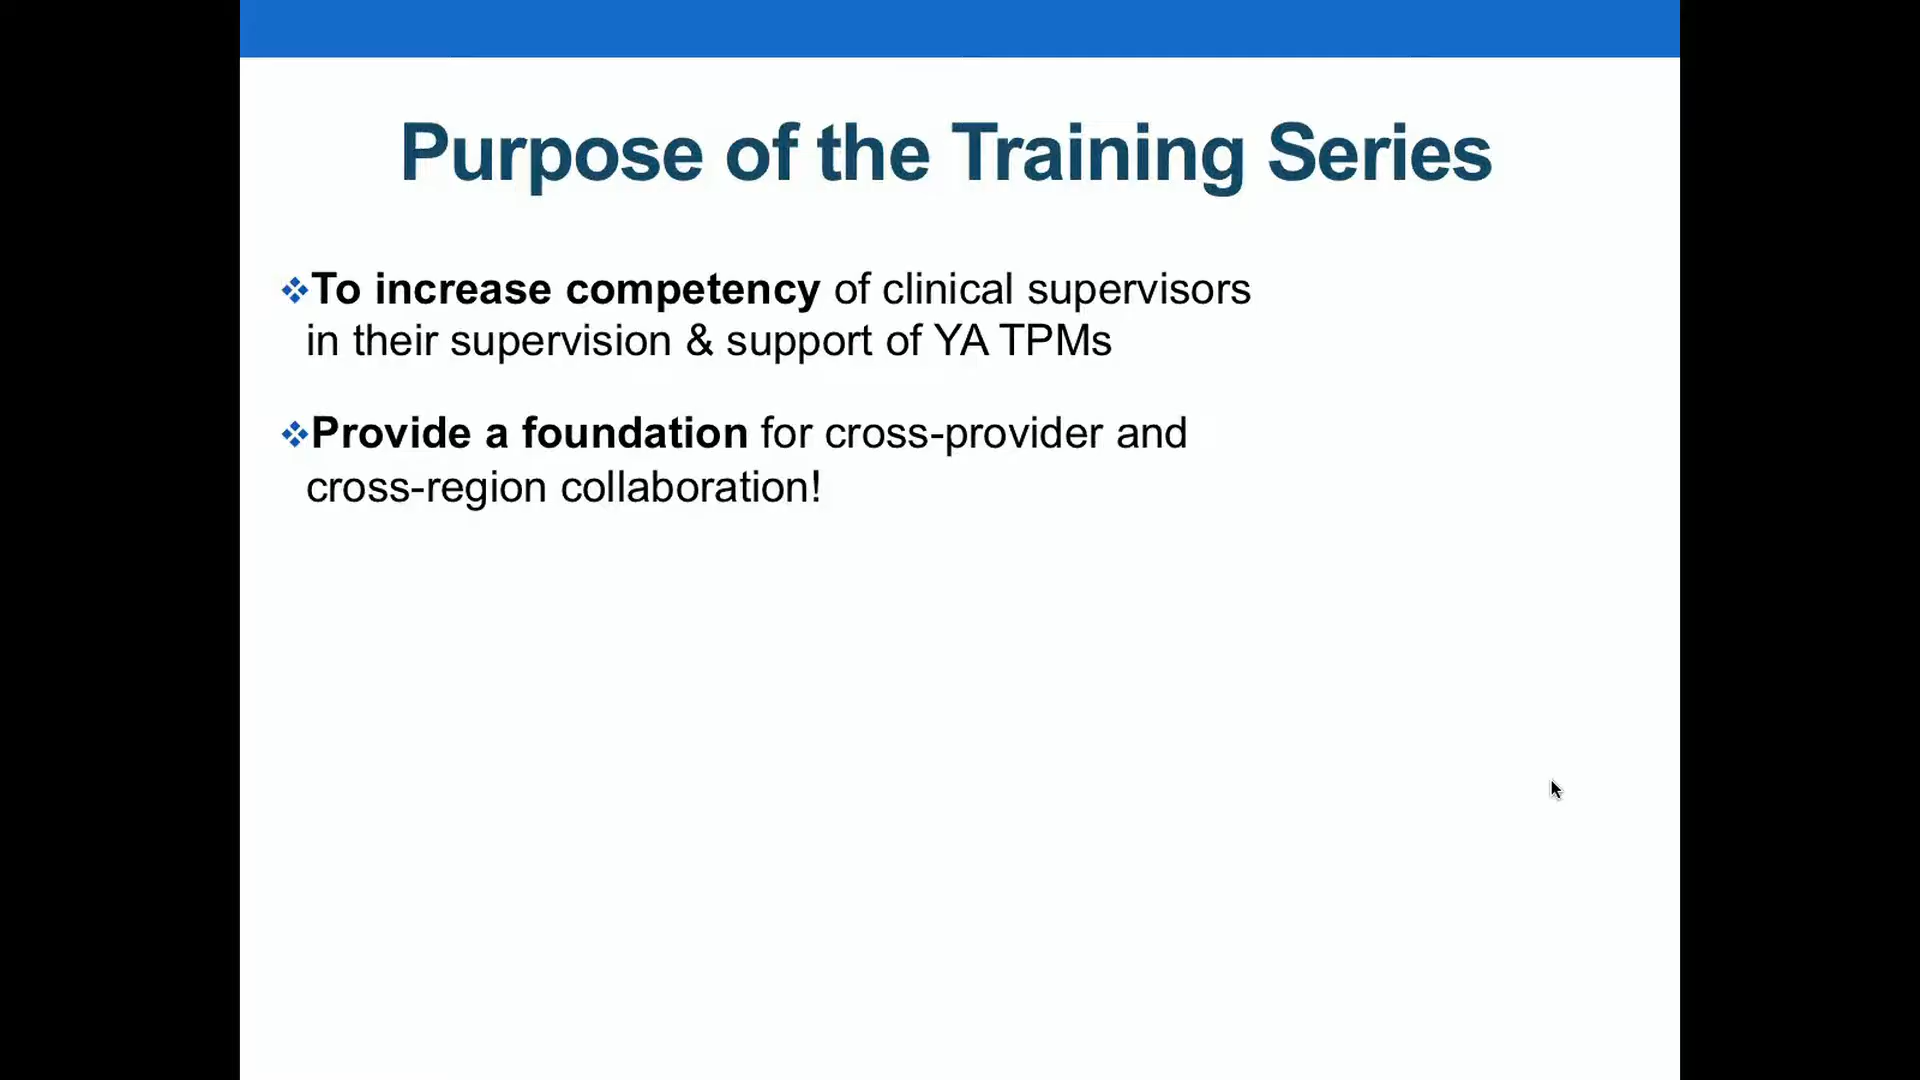 Purpose of the Training Series
❖To increase competency of clinical supervisors
in their supervision & support of YA TPMs
❖Provide a foundation for cross-provider and
cross-region collaboration!